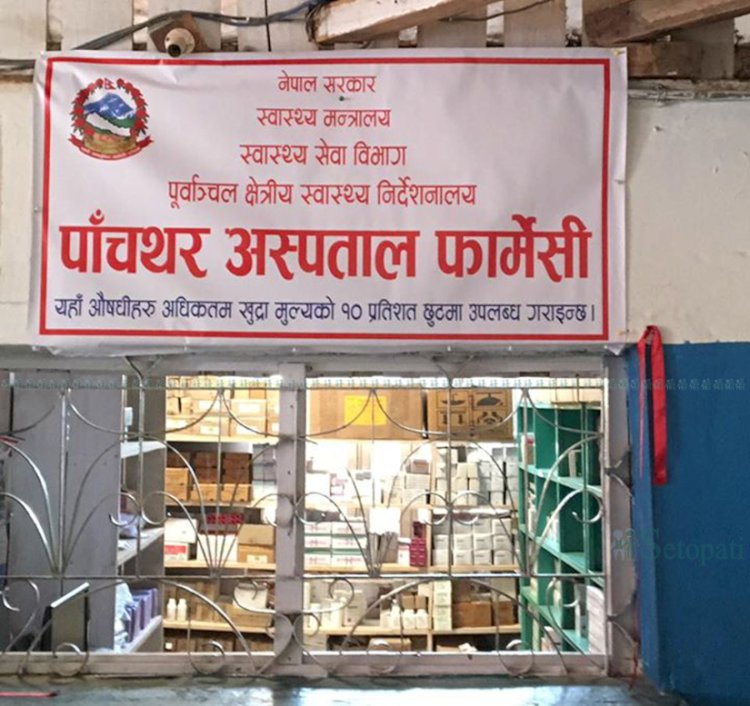 नेपाल सरकार
स्वास्थ्य मन्त्रालय
स्वास्थ्य सेवा विभाग
पूर्वाञ्चल क्षेत्रीय स्वास्थ्य निर्देशनालय
पाँचथर अस्पताल फार्मेसी
यहाँ औषधीहरु अधिकतम खुद्रा मुल्यको १० प्रतिशत छुटमा उपलब्ध गराइन्छ।
Setopati